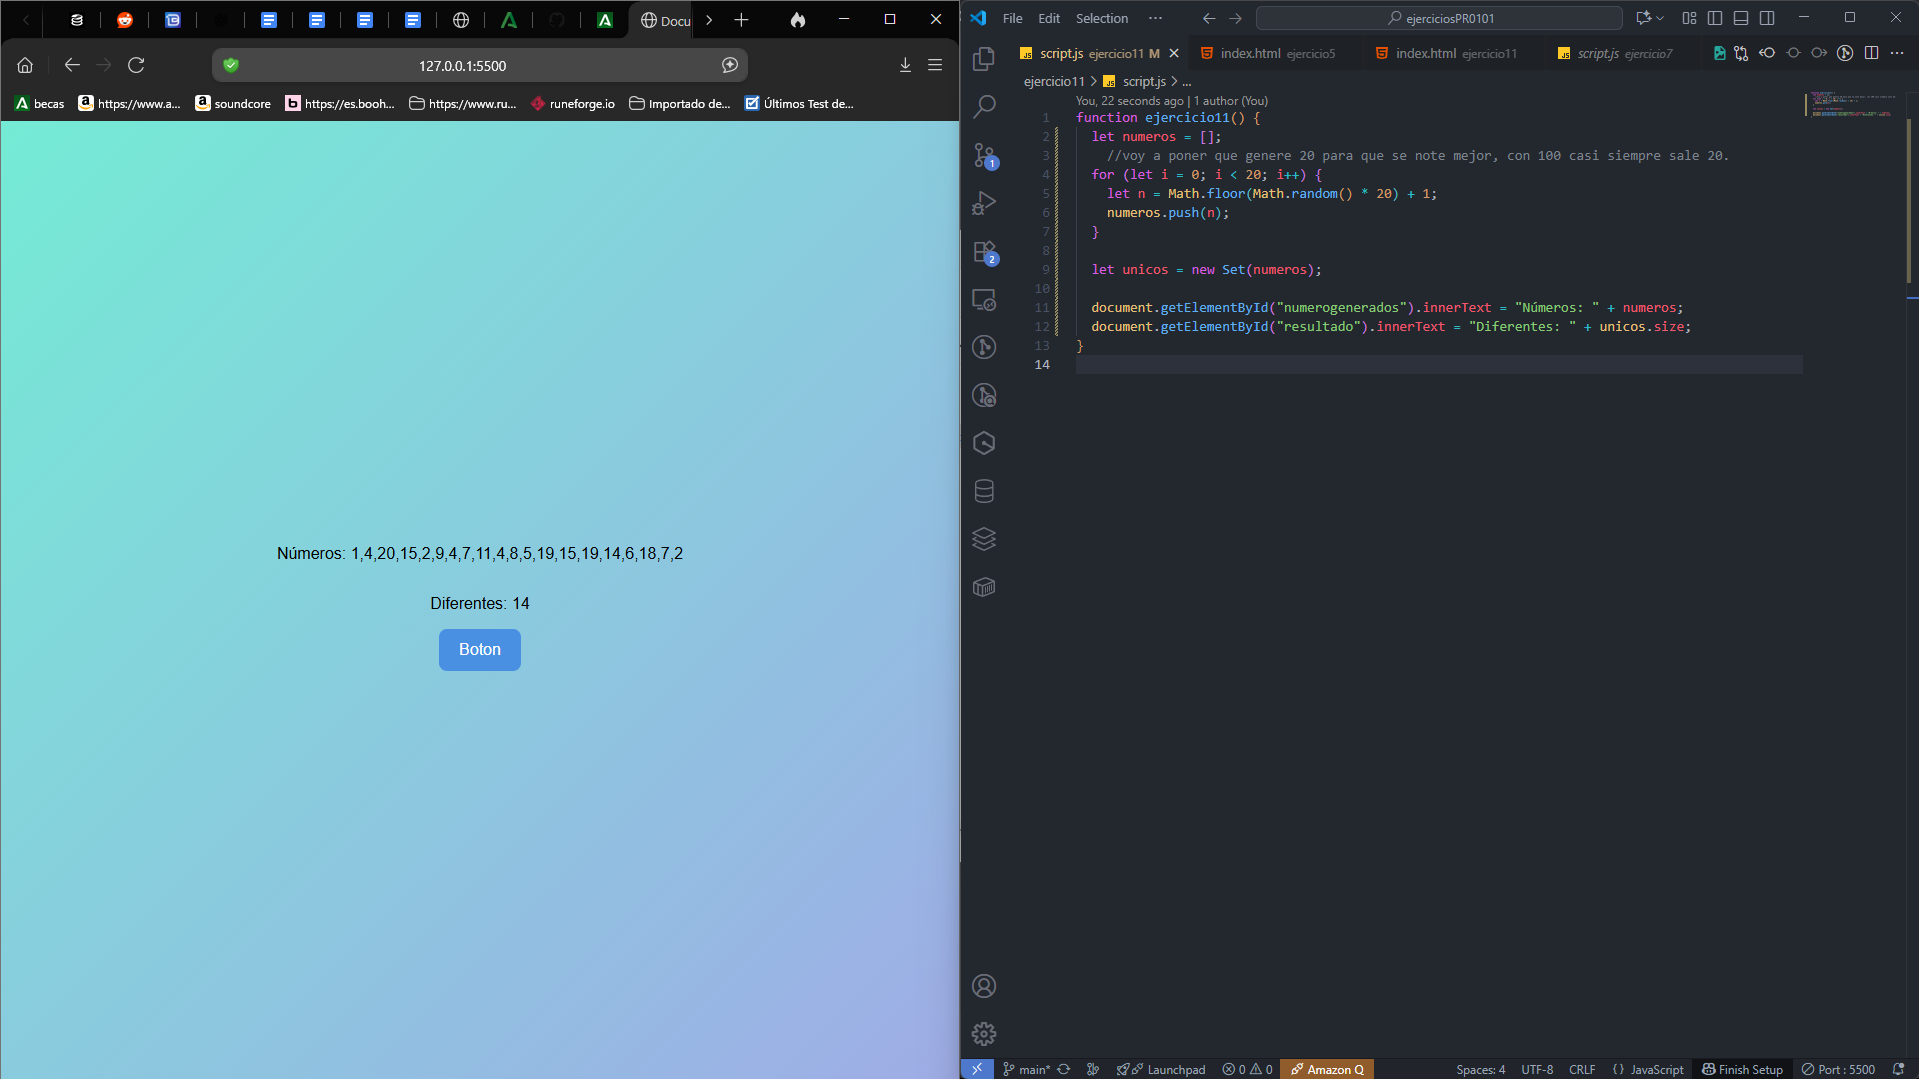 Docu
127.0.0.1:5500
becas
https://www.a...
soundcore
https://es.booh...
https://www.ru...
runeforge.io
Importado de...
Últimos Test de...
Números: 1,4,20,15,2,9,4,7,11,4,8,5,19,15,19,14,6,18,7,2
Diferentes: 14
Boton
File Edit Selection ···
ejerciciosPR0101
script.js ejercicio11 M
index.html ejercicio5
index.html ejercicio11
script.js ejercicio7
ejercicio11 > script.js > ...
You, 22 seconds ago | 1 author (You)
1 function ejercicio11() {
2 let numeros = [];
3 //voy a poner que genere 20 para que se note mejor, con 100 casi siempre sale 20.
4 for (let i = 0; i < 20; i++) {
5 let n = Math.floor(Math.random() * 20) + 1;
6 numeros.push(n);
7 }
8
9 let unicos = new Set(numeros);
10
11 document.getElementById("numerogenerados").innerText = "Números: " + numeros;
12 document.getElementById("resultado").innerText = "Diferentes: " + unicos.size;
13 }
14
1
2
main*
Launchpad
0 0
Amazon Q
Spaces: 4
UTF-8
CRLF
{} JavaScript
Finish Setup
Port : 5500